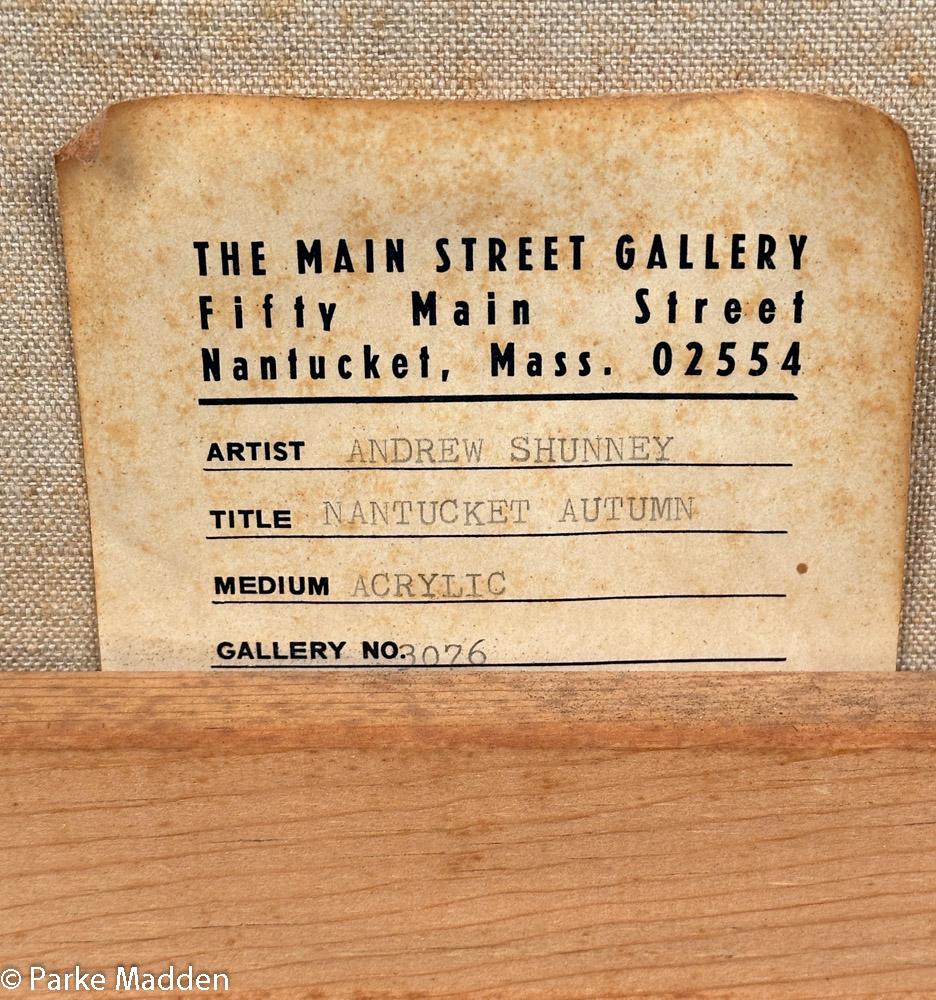 THE MAIN STREET GALLERY
Fifty Main Street
Nantucket, Mass. 02554
ARTIST ANDREW SHUNNEY
TITLE NANTUCKET AUTUMN
MEDIUM ACRYLIC
GALLERY NO. 3076
© Parke Madden